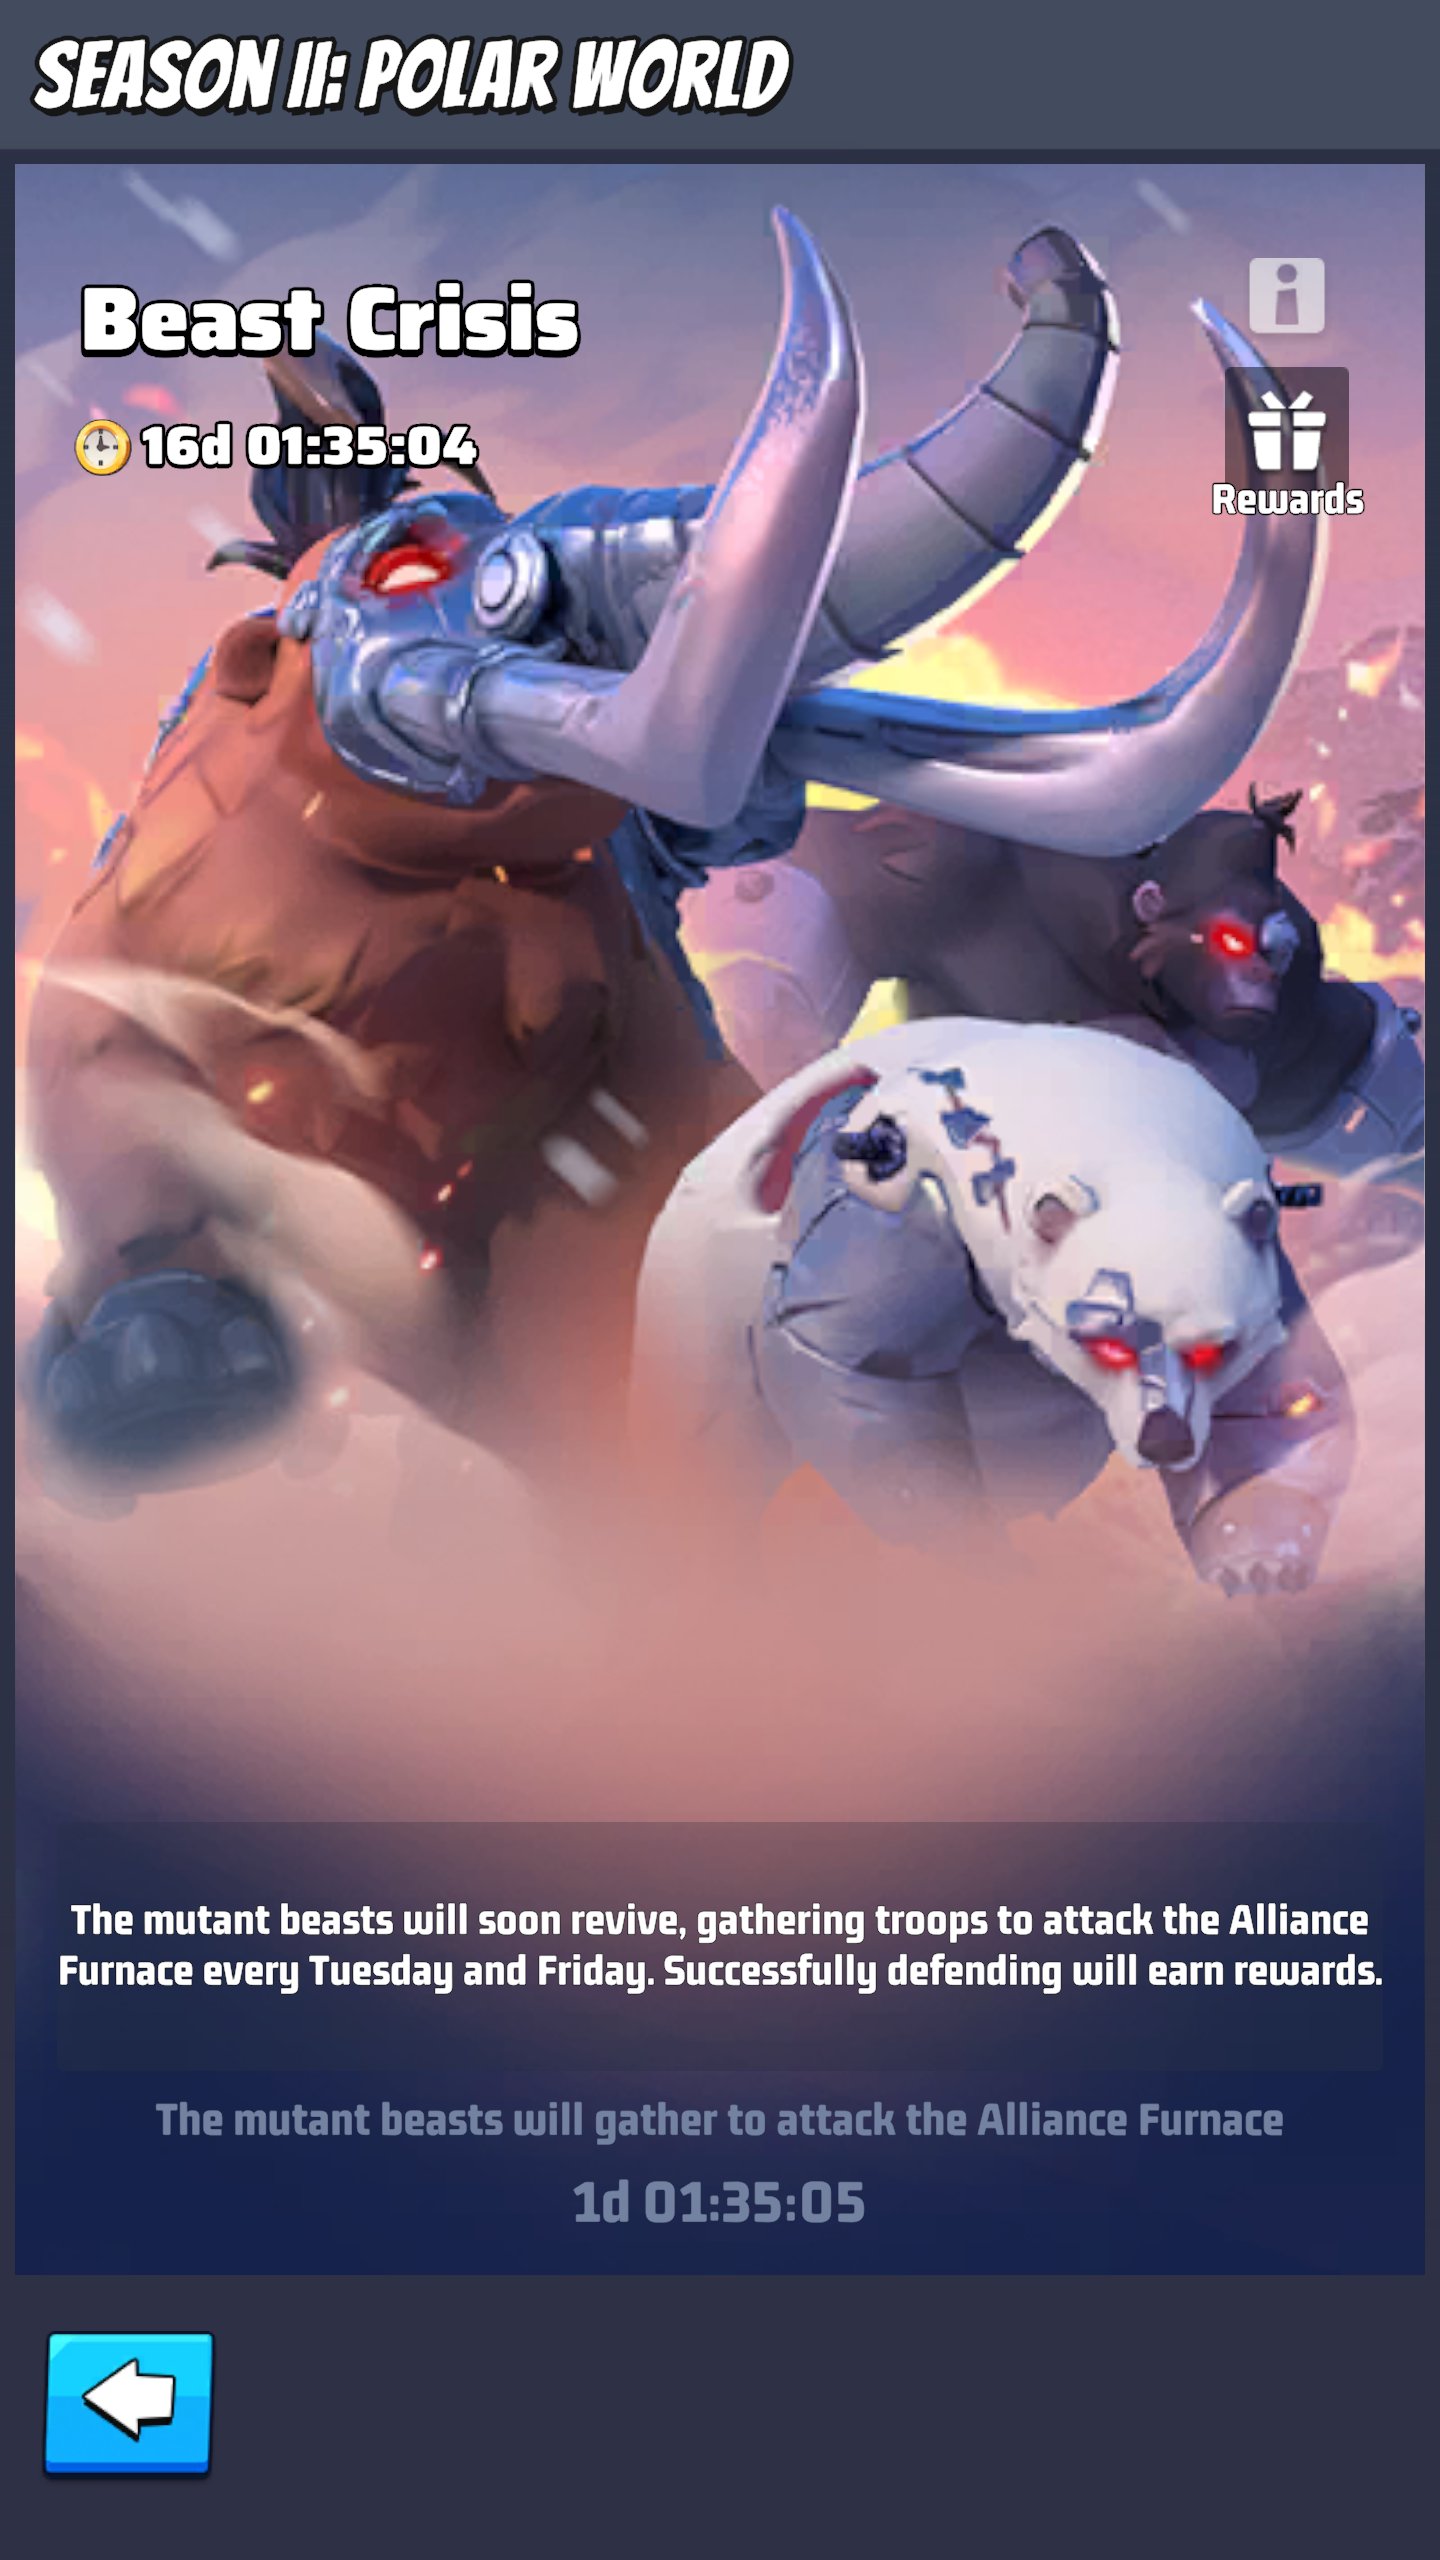 SEASON II: POLAR WORLD
Beast Crisis
16d 01:35:04
Rewards
The mutant beasts will soon revive, gathering troops to attack the Alliance
Furnace every Tuesday and Friday. Successfully defending will earn rewards.
The mutant beasts will gather to attack the Alliance Furnace
1d 01:35:05